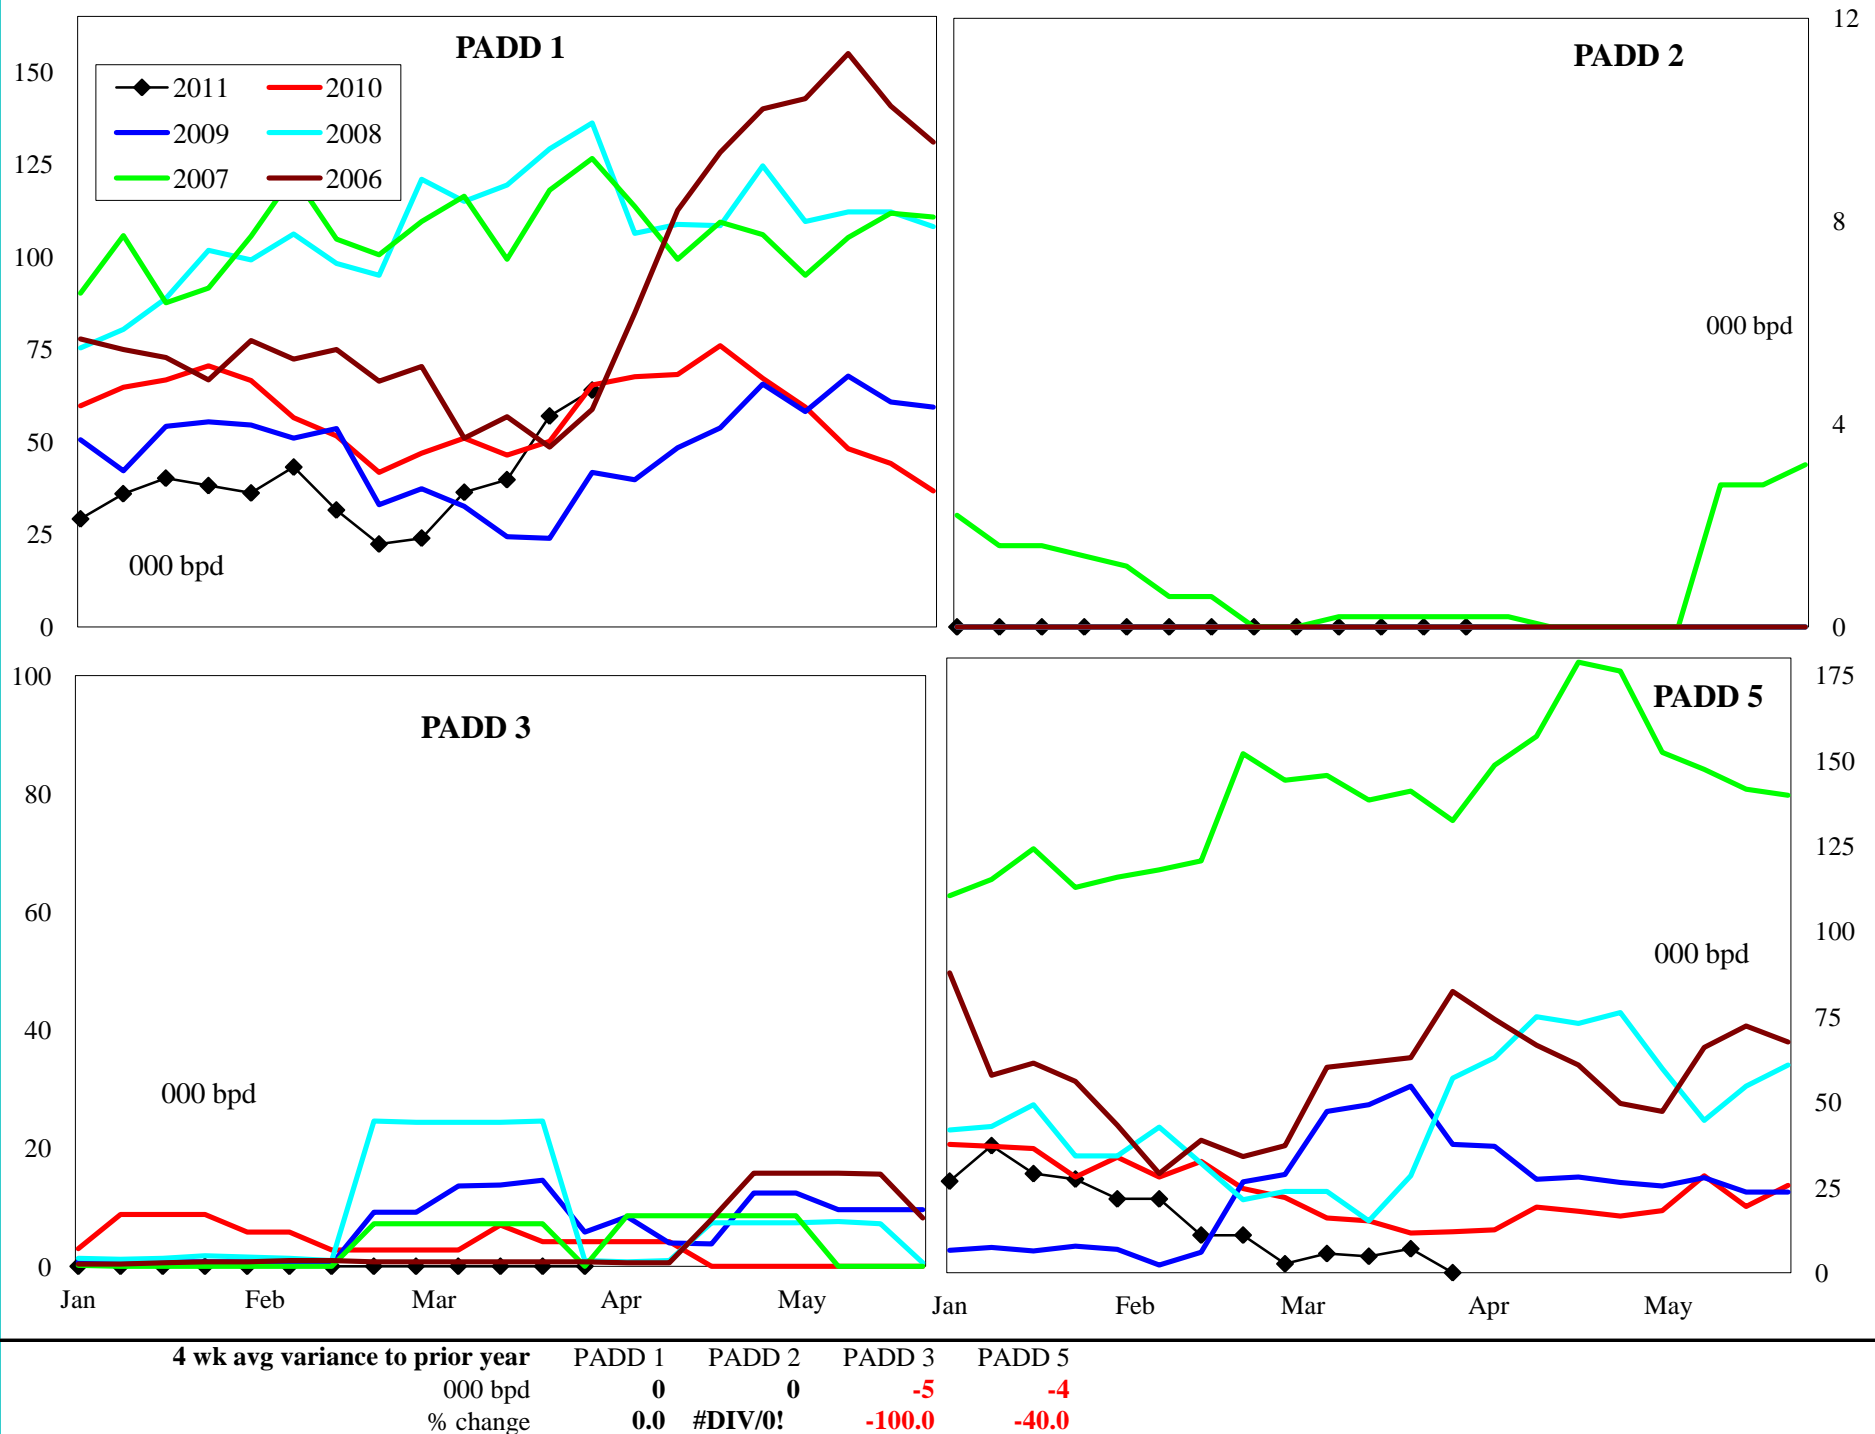 PADD 1
150
125
100
75
50
25
0
2011 2010
2009 2008
2007 2006
000 bpd
PADD 2
12
8
4
0
000 bpd
PADD 3
100
80
60
40
20
0
000 bpd
Jan Feb Mar Apr May
PADD 5
175
150
125
100
75
50
25
0
000 bpd
Jan Feb Mar Apr May
4 wk avg variance to prior year PADD 1 PADD 2 PADD 3 PADD 5
000 bpd 0 0 -5 -4
% change 0.0 #DIV/0! -100.0 -40.0